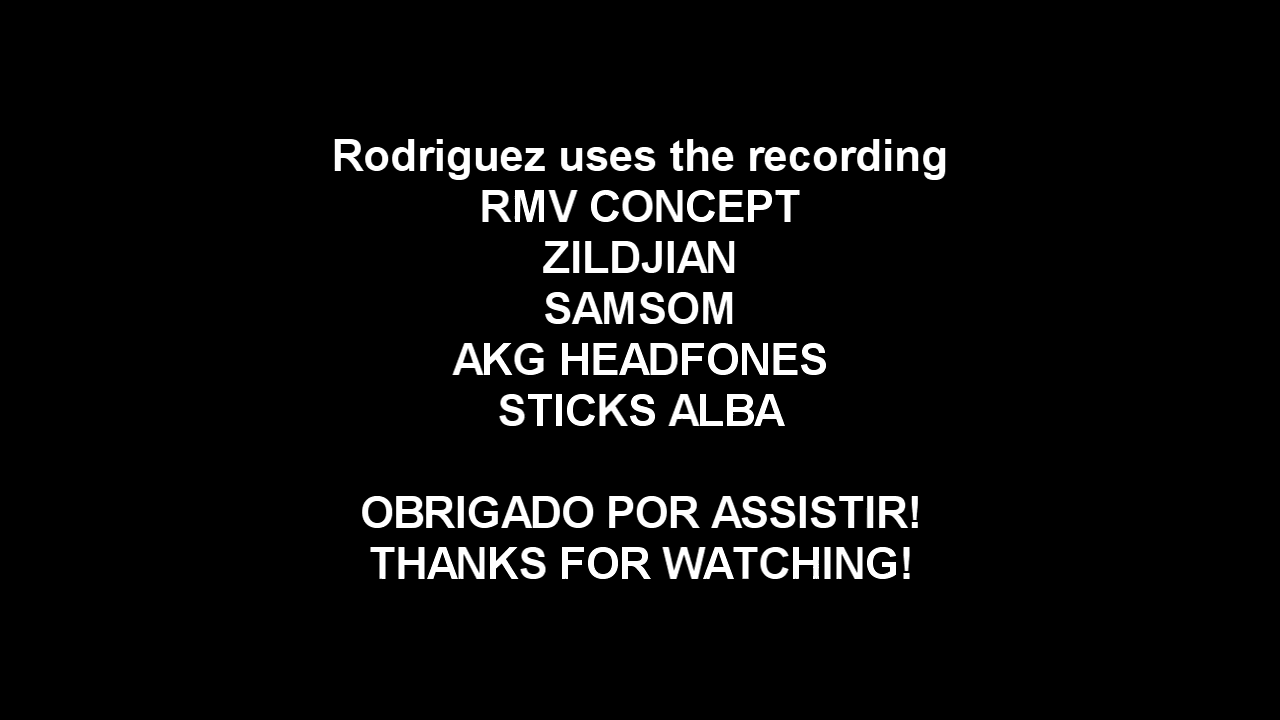 Rodriguez uses the recording
RMV CONCEPT
ZILDJIAN
SAMSOM
AKG HEADFONES
STICKS ALBA
OBRIGADO POR ASSISTIR!
THANKS FOR WATCHING!